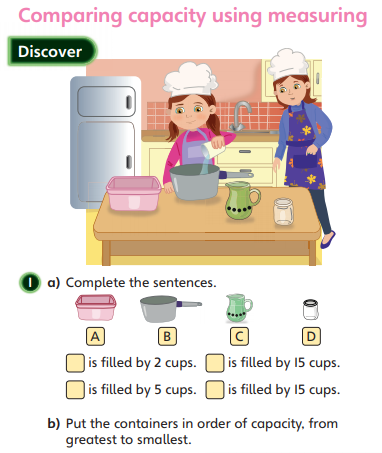 Comparing capacity using measuring
Discover
1 a) Complete the sentences.
A B C D
is filled by 2 cups. is filled by 15 cups.
is filled by 5 cups. is filled by 15 cups.
b) Put the containers in order of capacity, from
greatest to smallest.